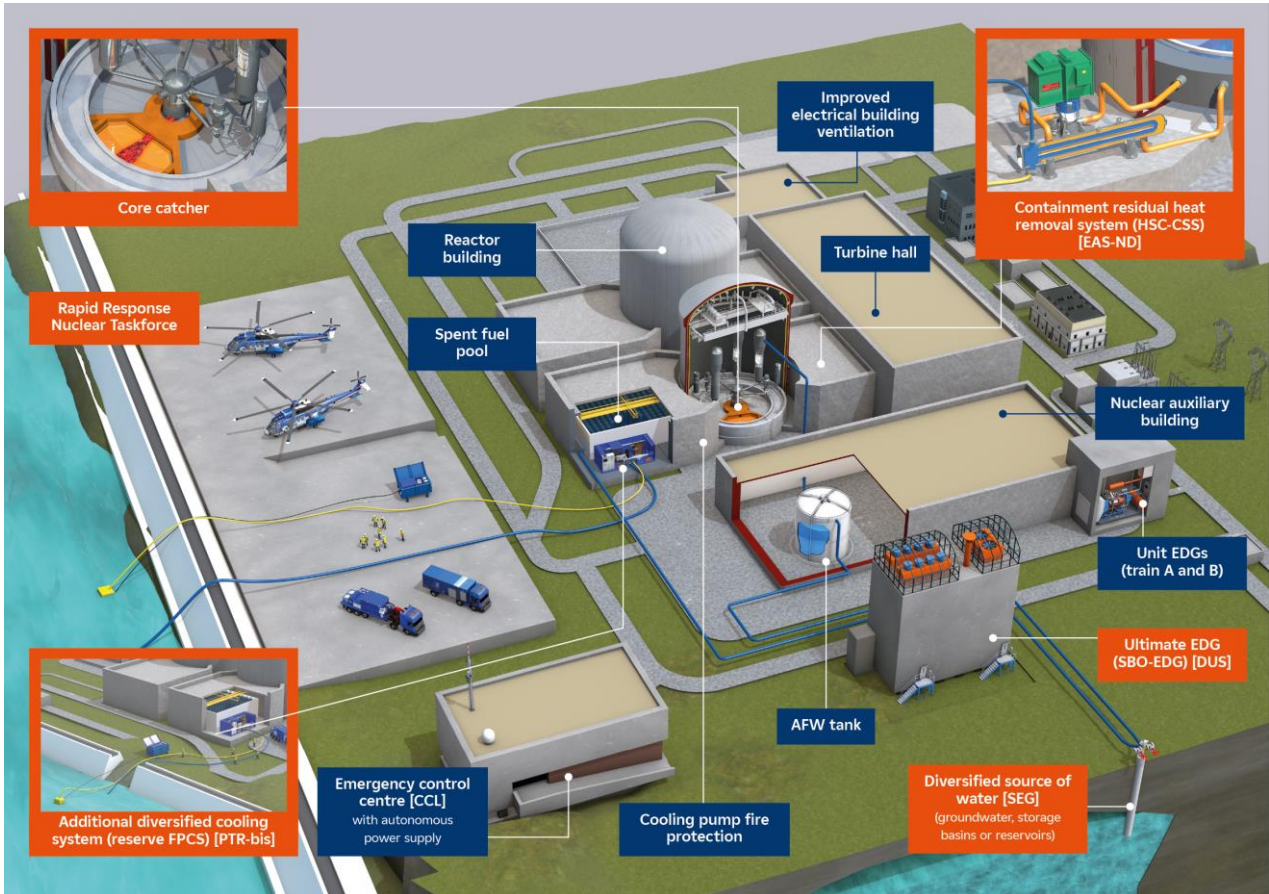 Core catcher
Improved
electrical building
ventilation
Containment residual heat
removal system (HSC-CSS)
[EAS-ND]
Reactor
building
Turbine hall
Rapid Response
Nuclear Taskforce
Spent fuel
pool
Nuclear auxiliary
building
Unit EDGs
(train A and B)
Ultimate EDG
(SBO-EDG) [DUS]
AFW tank
Additional diversified cooling
system (reserve FPCS) [PTR-bis]
Emergency control
centre [CCL]
with autonomous
power supply
Cooling pump fire
protection
Diversified source of
water [SEG]
(groundwater, storage
basins or reservoirs)